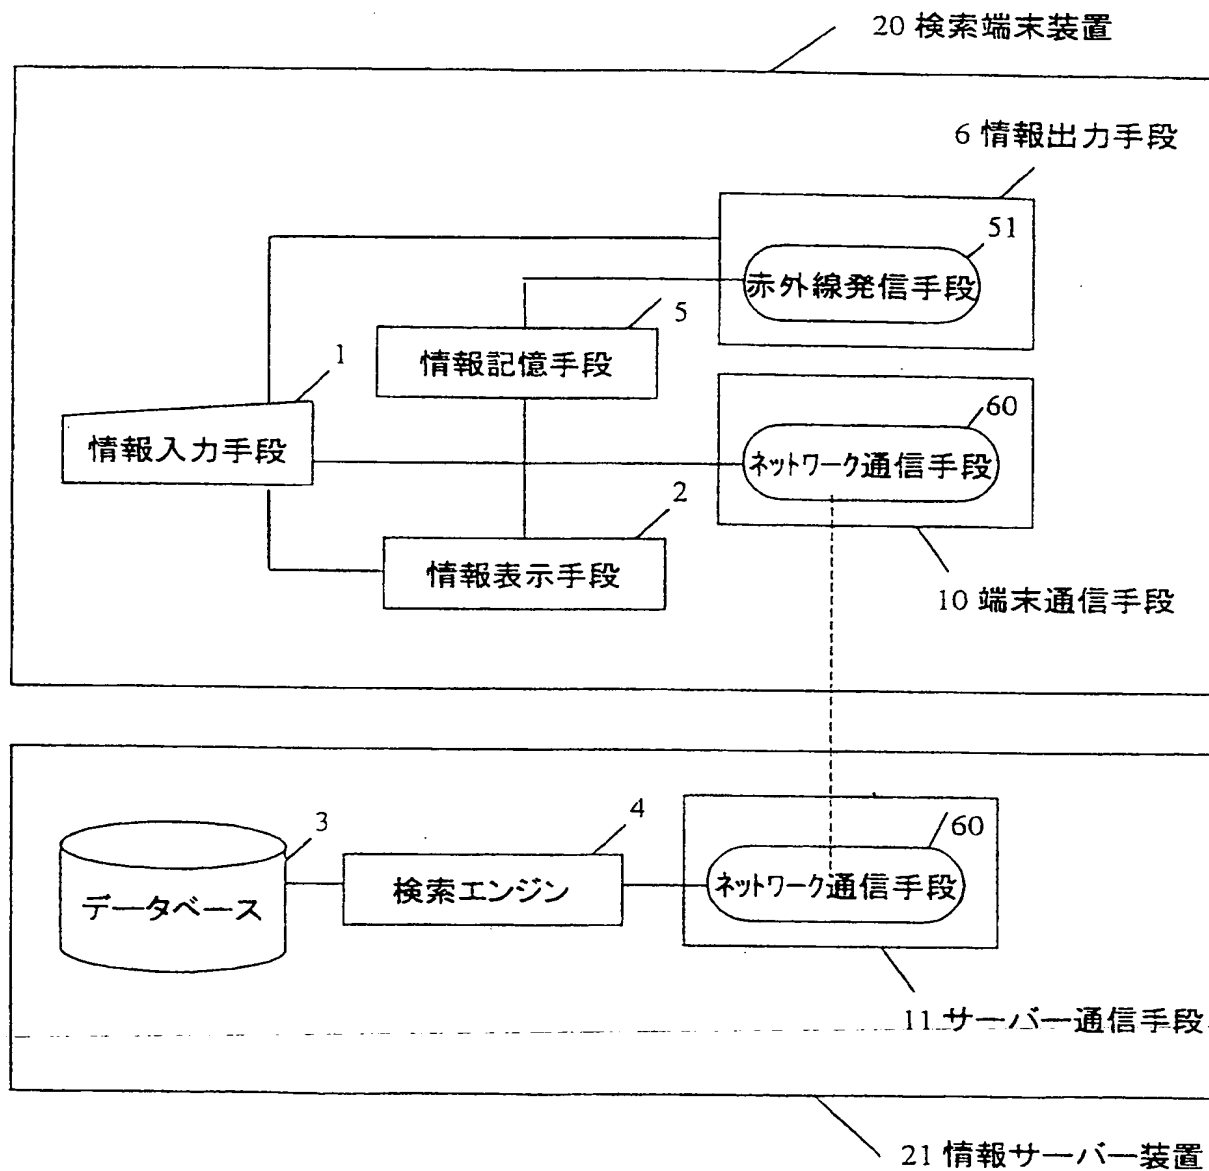 20 検索端末装置
6 情報出力手段
51
赤外線発信手段
5
情報記憶手段
1
情報入力手段
60
ネットワーク通信手段
2
情報表示手段
10 端末通信手段
3
データベース
4
検索エンジン
60
ネットワーク通信手段
11 サーバー通信手段
21 情報サーバー装置